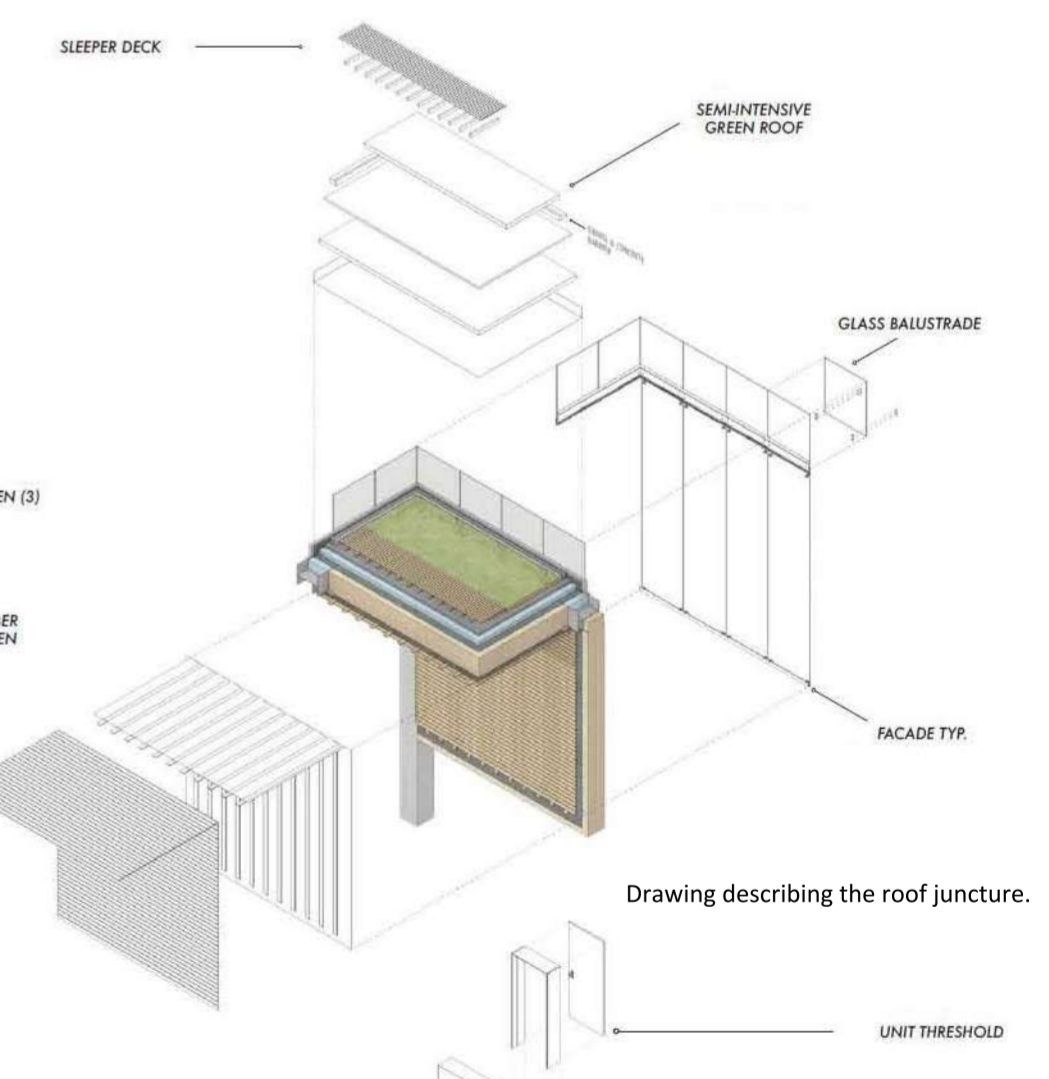 SLEEPER DECK
SEMI-INTENSIVE
GREEN ROOF
GLASS BALUSTRADE
EN (3)
EN
FACADE TYP.
Drawing describing the roof juncture.
UNIT THRESHOLD